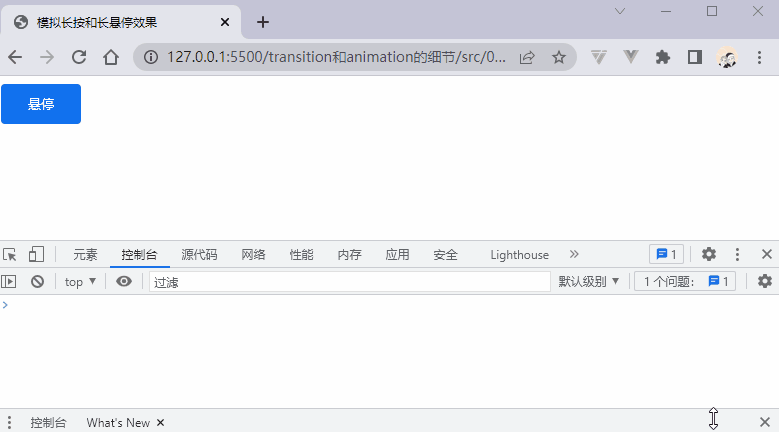 模拟长按和长悬停效果
127.0.0.1:5500/transition和animation的细节/src/0...
悬停
元素 控制台 源代码 网络 性能 内存 应用 安全 Lighthouse » 1
top 过滤 默认级别 1 个问题: 1
>
控制台 What's New